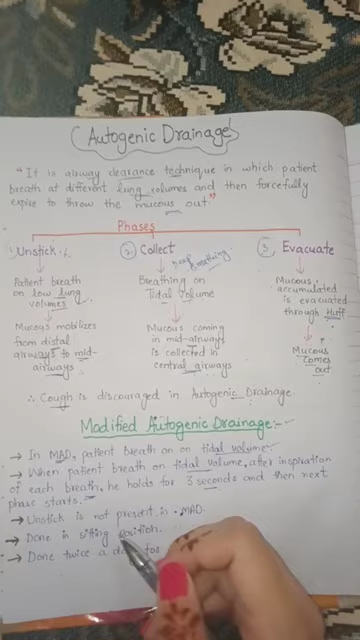 Autogenic Drainage
"It is airway clearance technique in which patient
breath at different lung volumes and then forcefully
expire to throw the mucous out"
Phases
1. Unstick
Patient breath
on low lung
volumes
Mucoys mobilizes
from distal
airways to mid-
airways
2. Collect
Deep Breathing
Breathing on
Tidal volume
Mucous coming
in mid-airways
is collected in
central airways
3. Evacuate
Mucous
accumulated
is evacuated
through Huff
Mucous
comes
out
∴ Cough is discouraged in Autogenic Drainage
Modified Autogenic Drainage:-
→ In MAD, patient breath on on tidal volume.
→ When patient breath on tidal volume, after inspiration
of each breath, he holds for 3 seconds and then next
phase starts.
→ Unstick is not present in MAD.
→ Done in sitting position.
→ Done twice a day for